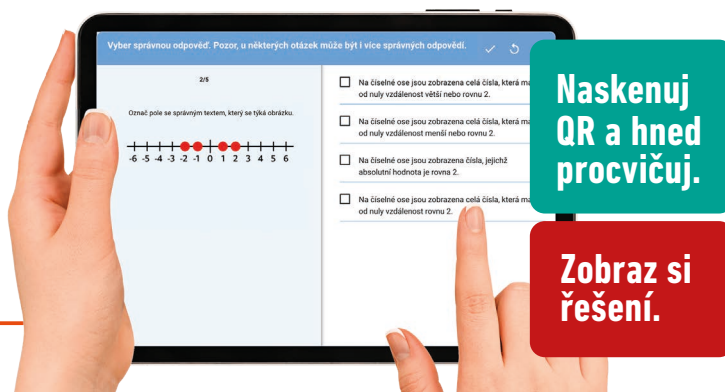 Vyber správnou odpověď. Pozor, u některých otázek může být i více správných odpovědí.
2/5
Označ pole se správným textem, který se týká obrázku.
-6 -5 -4 -3 -2 -1 0 1 2 3 4 5 6
Na číselné ose jsou zobrazena celá čísla, která
od nuly vzdálenost větší nebo rovnu 2.
Na číselné ose jsou zobrazena celá čísla, která
od nuly vzdálenost menší nebo rovnu 2.
Na číselné ose jsou zobrazena čísla, jejichž
absolutní hodnota je rovna 2.
Na číselné ose jsou zobrazena celá čísla, která
od nuly vzdálenost rovnu 2.
Naskenuj
QR a hned
procvičuj.
Zobraz si
řešení.